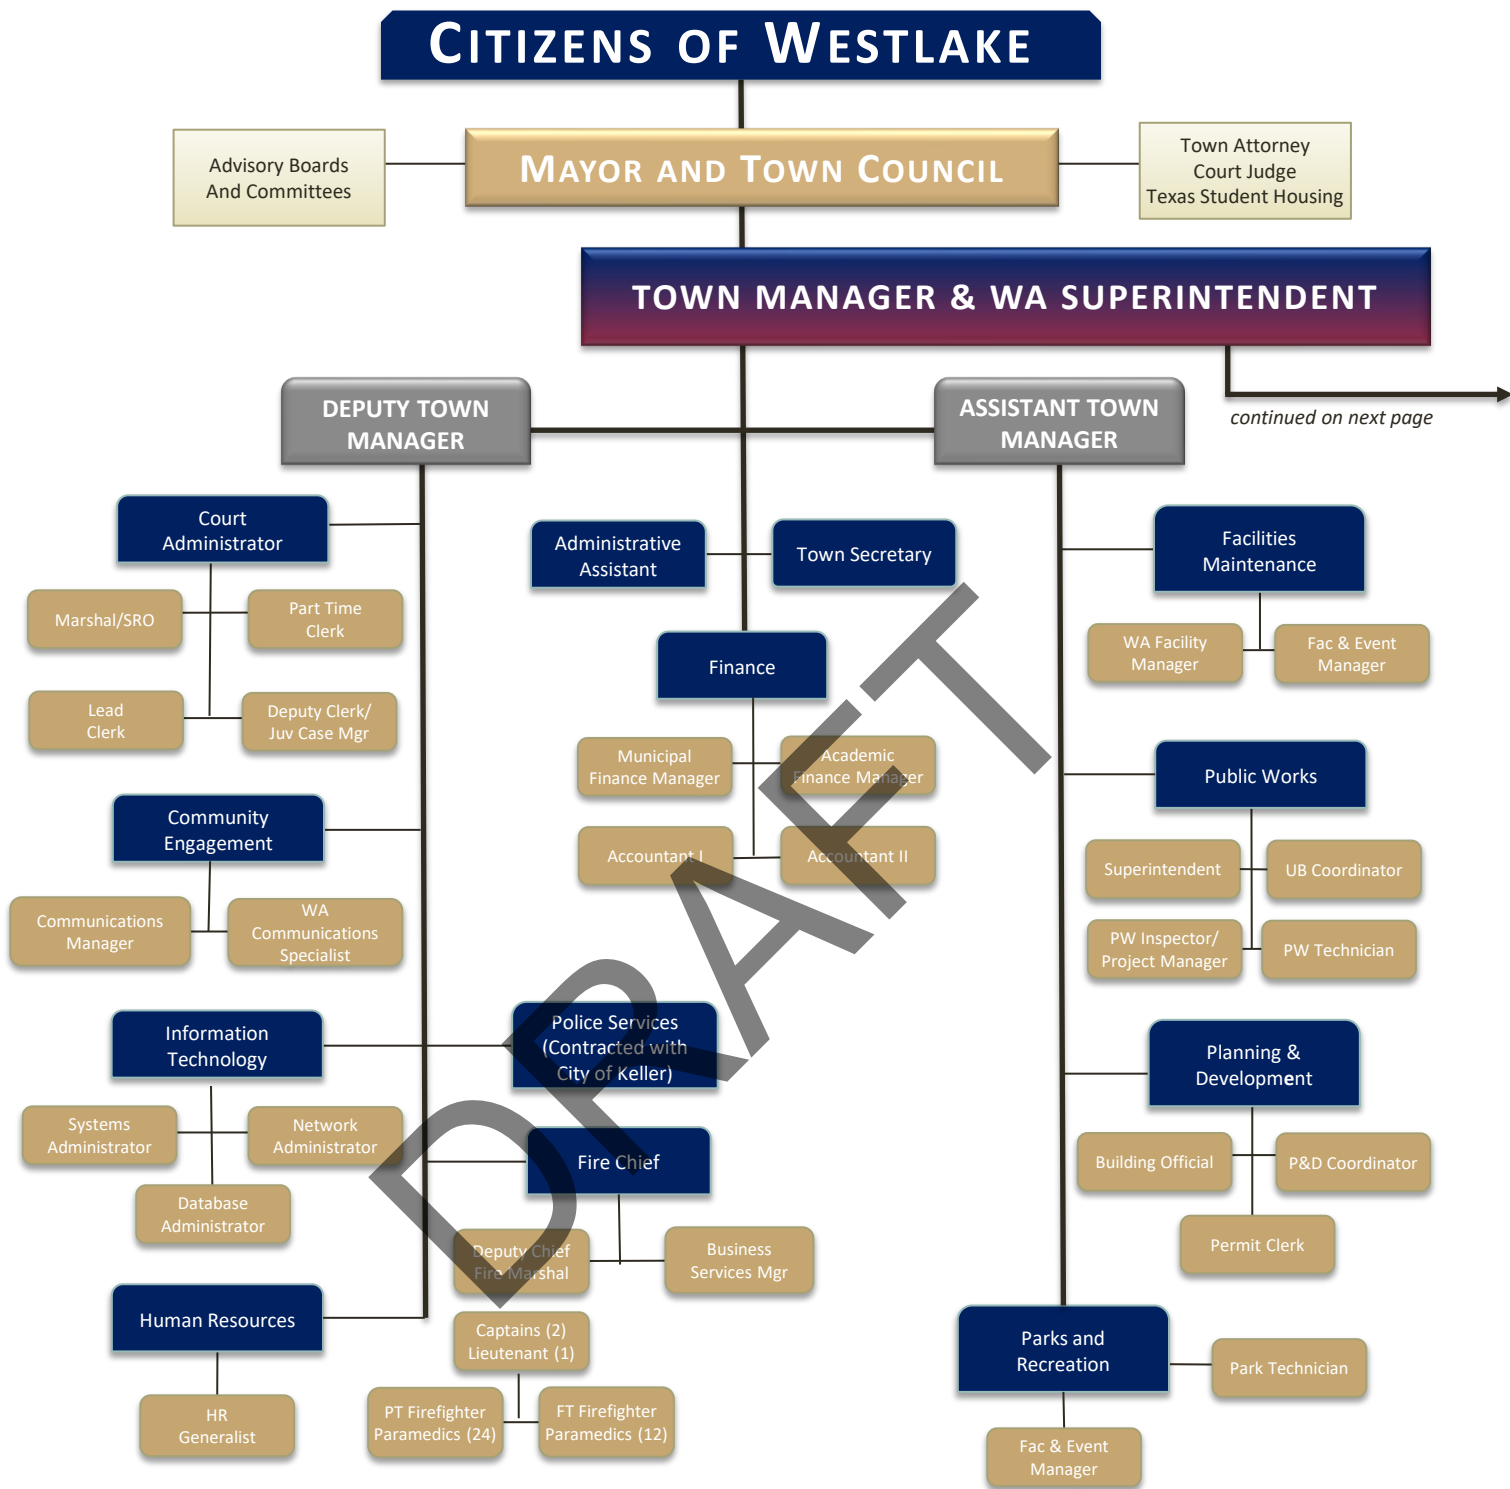 CITIZENS OF WESTLAKE
Advisory Boards
And Committees
MAYOR AND TOWN COUNCIL
Town Attorney
Court Judge
Texas Student Housing
TOWN MANAGER & WA SUPERINTENDENT
continued on next page
DEPUTY TOWN
MANAGER
ASSISTANT TOWN
MANAGER
Court
Administrator
Marshal/SRO
Part Time
Clerk
Lead
Clerk
Deputy Clerk/
Juv Case Mgr
Community
Engagement
Communications
Manager
WA
Communications
Specialist
Information
Technology
Systems
Administrator
Network
Administrator
Database
Administrator
Human Resources
HR
Generalist
Administrative
Assistant
Town Secretary
Finance
Municipal
Finance Manager
Academic
Finance Manager
Accountant I
Accountant II
Police Services
(Contracted with
City of Keller)
Fire Chief
Deputy Chief
Fire Marshal
Business
Services Mgr
Captains (2)
Lieutenant (1)
PT Firefighter
Paramedics (24)
FT Firefighter
Paramedics (12)
Facilities
Maintenance
WA Facility
Manager
Fac & Event
Manager
Public Works
Superintendent
UB Coordinator
PW Inspector/
Project Manager
PW Technician
Planning &
Development
Building Official
P&D Coordinator
Permit Clerk
Parks and
Recreation
Park Technician
Fac & Event
Manager
DRAFT